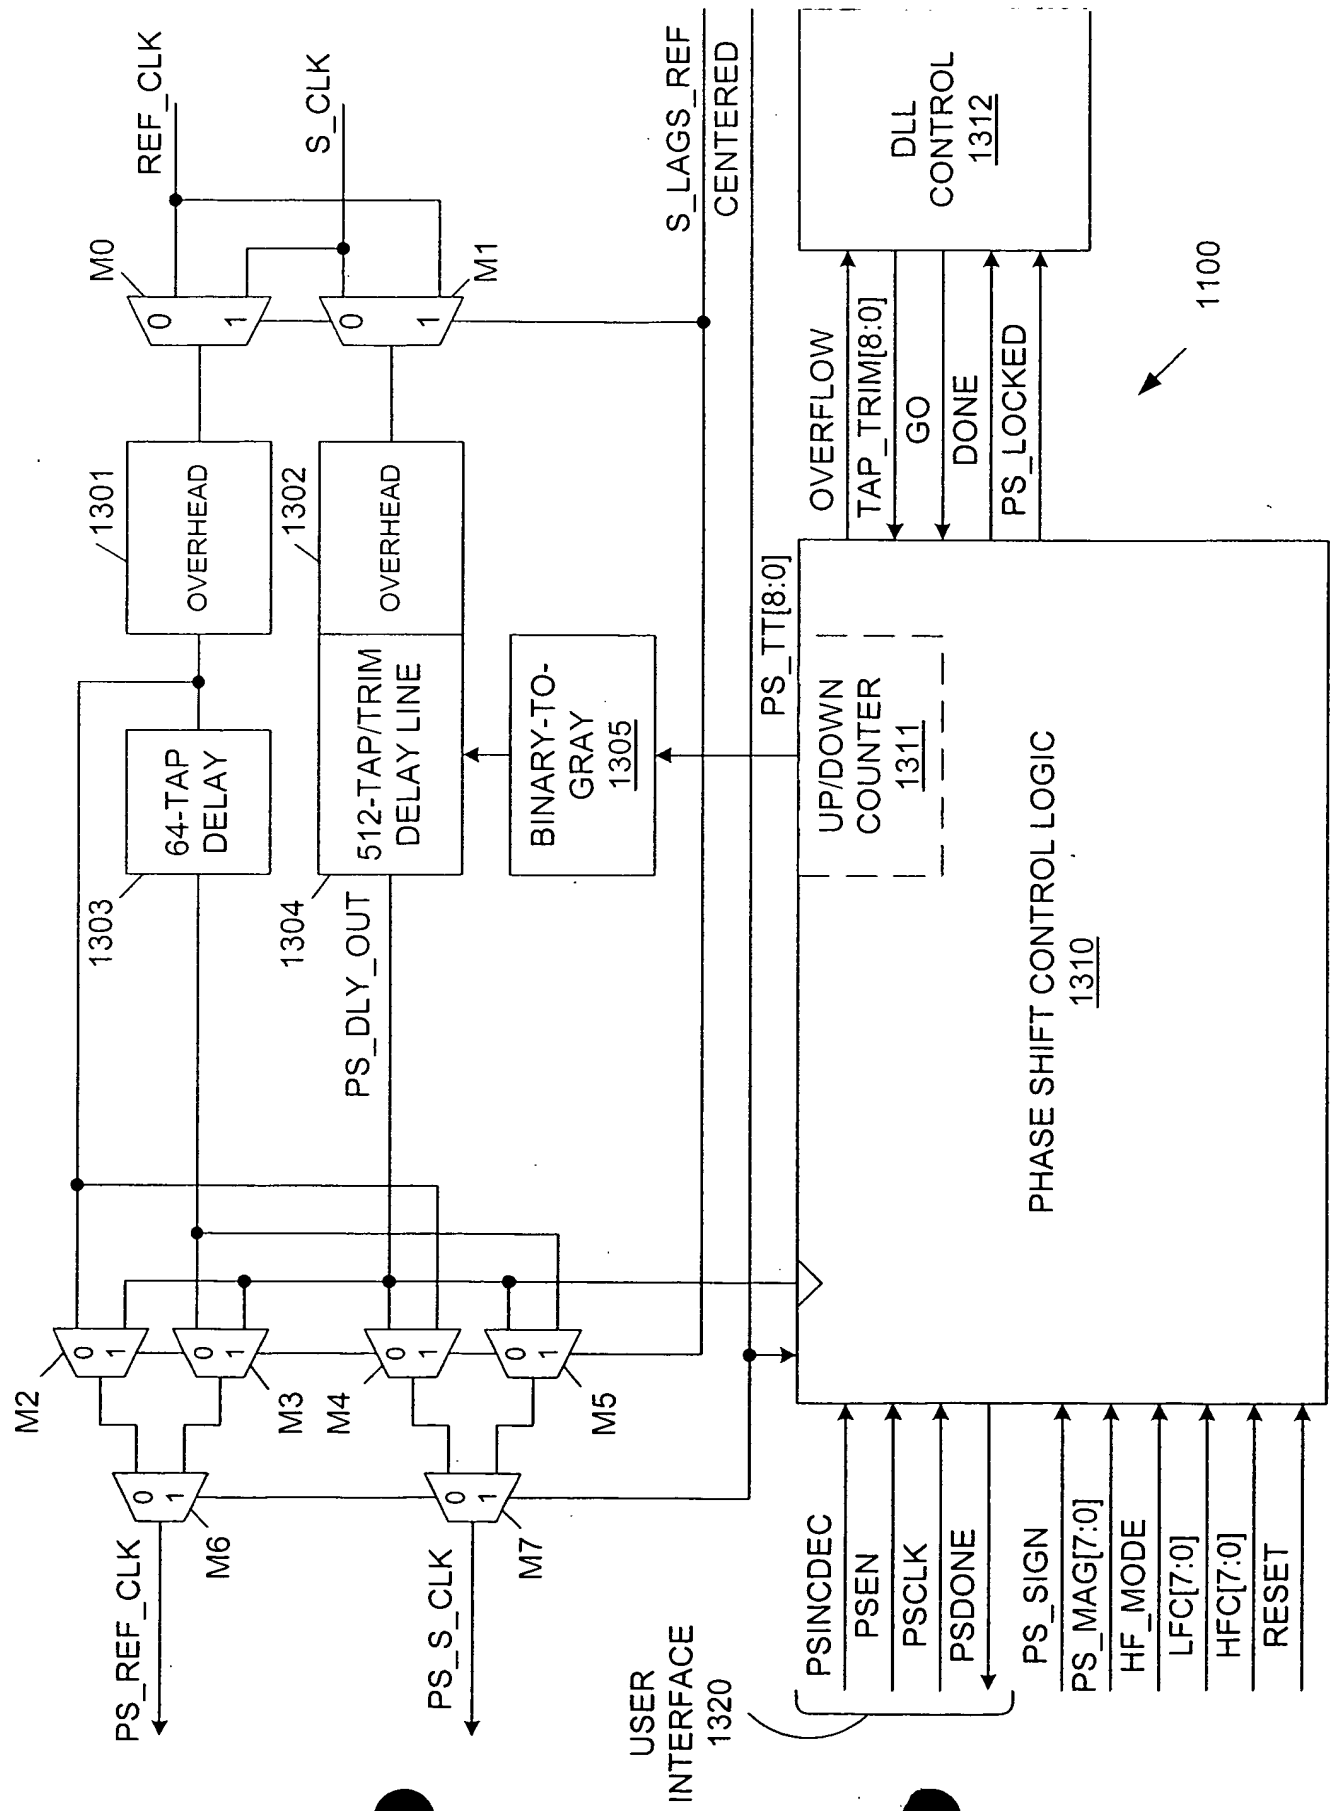 REF_CLK
S_CLK
M0
0
1
M1
0
1
S_LAGS_REF
CENTERED
1301
OVERHEAD
1302
OVERHEAD
64-TAP
DELAY
1303
512-TAP/TRIM
DELAY LINE
1304
PS_DLY_OUT
BINARY-TO-
GRAY
1305
PS_TT[8:0]
M2
0
1
M3
0
1
M4
0
1
M5
0
1
M6
0
1
M7
0
1
PS_REF_CLK
PS_S_CLK
DLL
CONTROL
1312
OVERFLOW
TAP_TRIM[8:0]
GO
DONE
PS_LOCKED
1100
UP/DOWN
COUNTER
1311
PHASE SHIFT CONTROL LOGIC
1310
USER
INTERFACE
1320
PSINCDEC
PSEN
PSCLK
PSDONE
PS_SIGN
PS_MAG[7:0]
HF_MODE
LFC[7:0]
HFC[7:0]
RESET